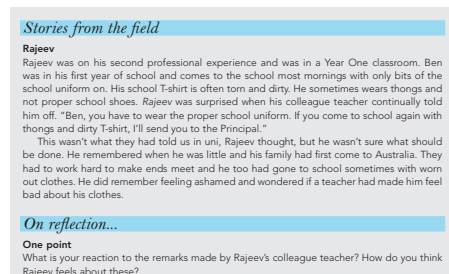 Stories from the field
Rajeev
Rajeev was on his second professional experience and was in a Year One classroom. Ben
was in his first year of school and comes to the school most mornings with only bits of the
school uniform on. His school T-shirt is often torn and dirty. He sometimes wears thongs and
not proper school shoes. Rajeev was surprised when his colleague teacher continually told
him off. “Ben, you have to wear the proper school uniform. If you come to school again with
thongs and dirty T-shirt, I’ll send you to the Principal.”
This wasn’t what they had told us in uni, Rajeev thought, but he wasn’t sure what should
be done. He remembered when he was little and his family had first come to Australia. They
had to work hard to make ends meet and he too had gone to school sometimes with worn
out clothes. He did remember feeling ashamed and wondered if a teacher had made him feel
bad about his clothes.
On reflection...
One point
What is your reaction to the remarks made by Rajeev’s colleague teacher? How do you think
Rajeev feels about these?